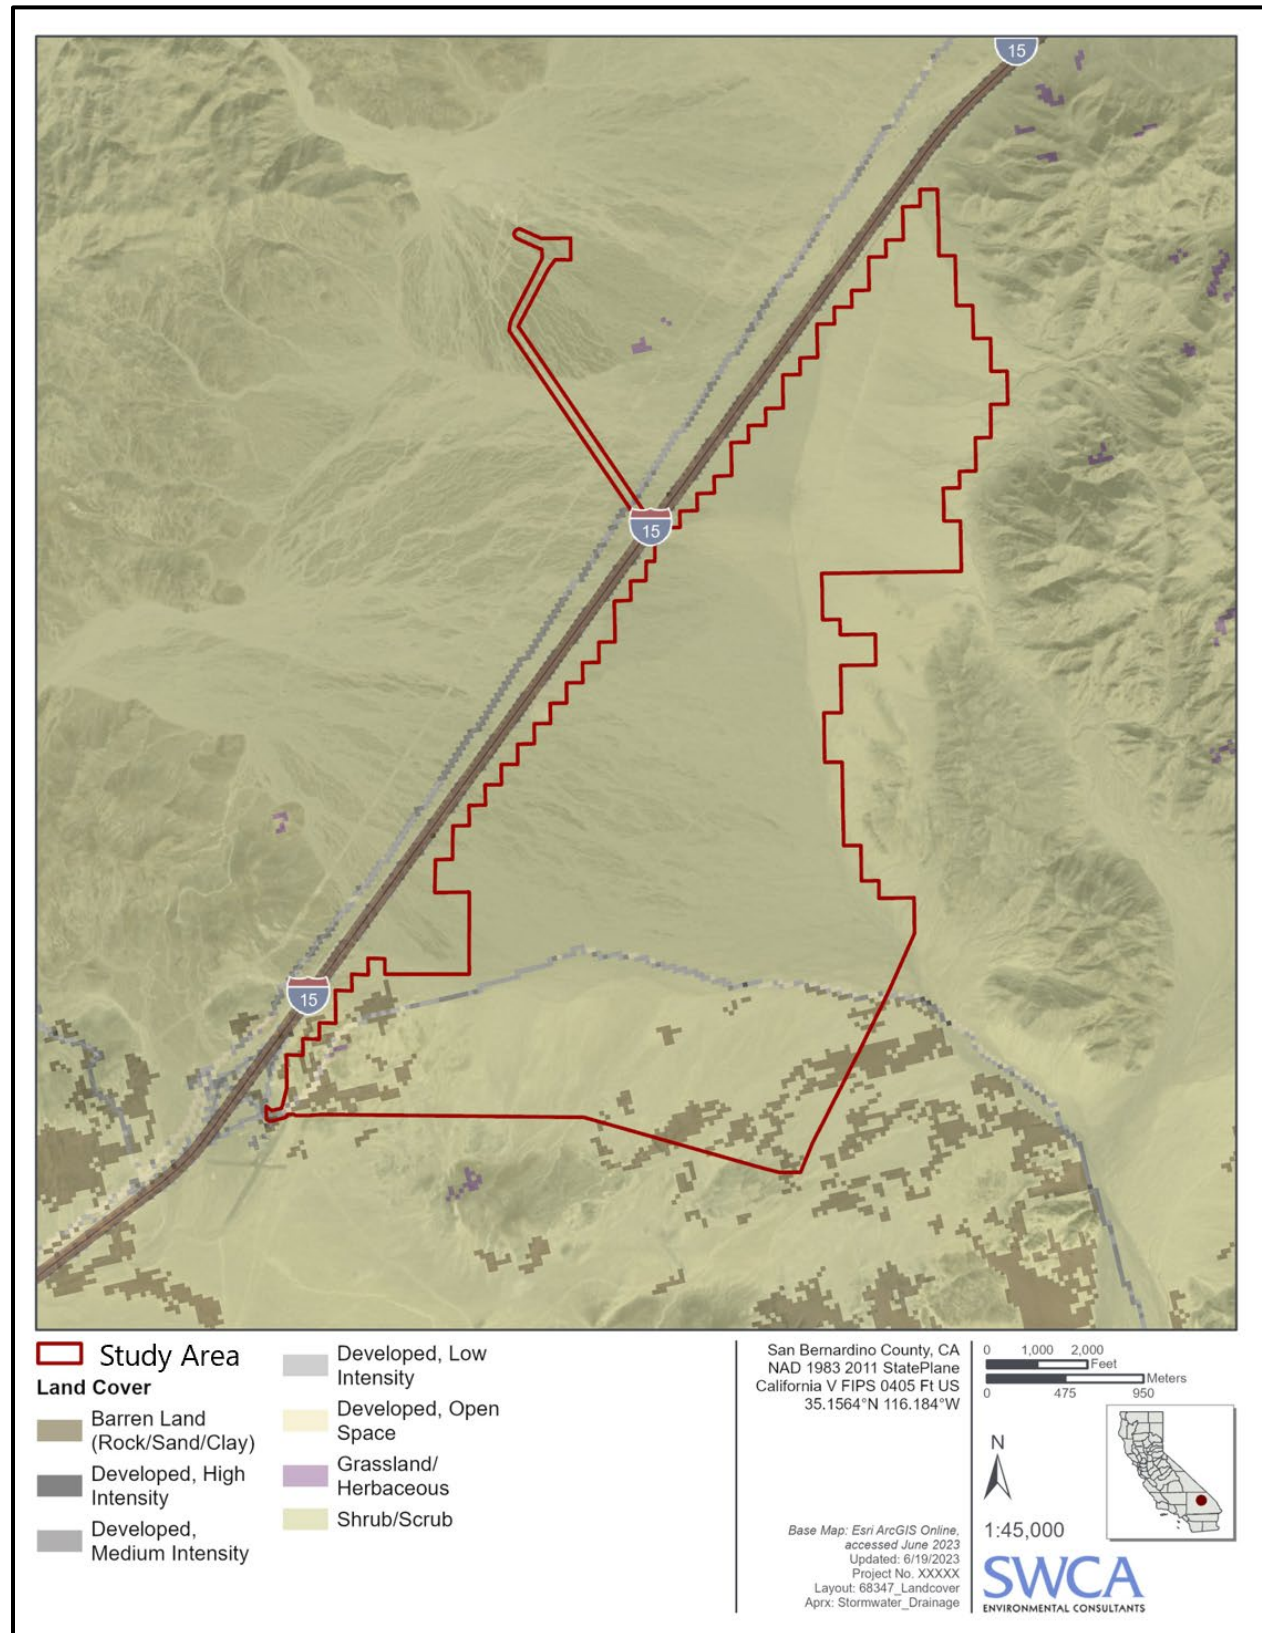 15
15
15
Study Area
Land Cover
Barren Land
(Rock/Sand/Clay)
Developed, High
Intensity
Developed,
Medium Intensity
Developed, Low
Intensity
Developed, Open
Space
Grassland/
Herbaceous
Shrub/Scrub
San Bernardino County, CA
NAD 1983 2011 StatePlane
California V FIPS 0405 Ft US
35.1564°N 116.184°W
Base Map: Esri ArcGIS Online,
accessed June 2023
Updated: 6/19/2023
Project No. XXXXX
Layout: 68347_Landcover
Aprx: Stormwater_Drainage
0 1,000 2,000
Feet
Meters
0 475 950
N
1:45,000
SWCA
ENVIRONMENTAL CONSULTANTS